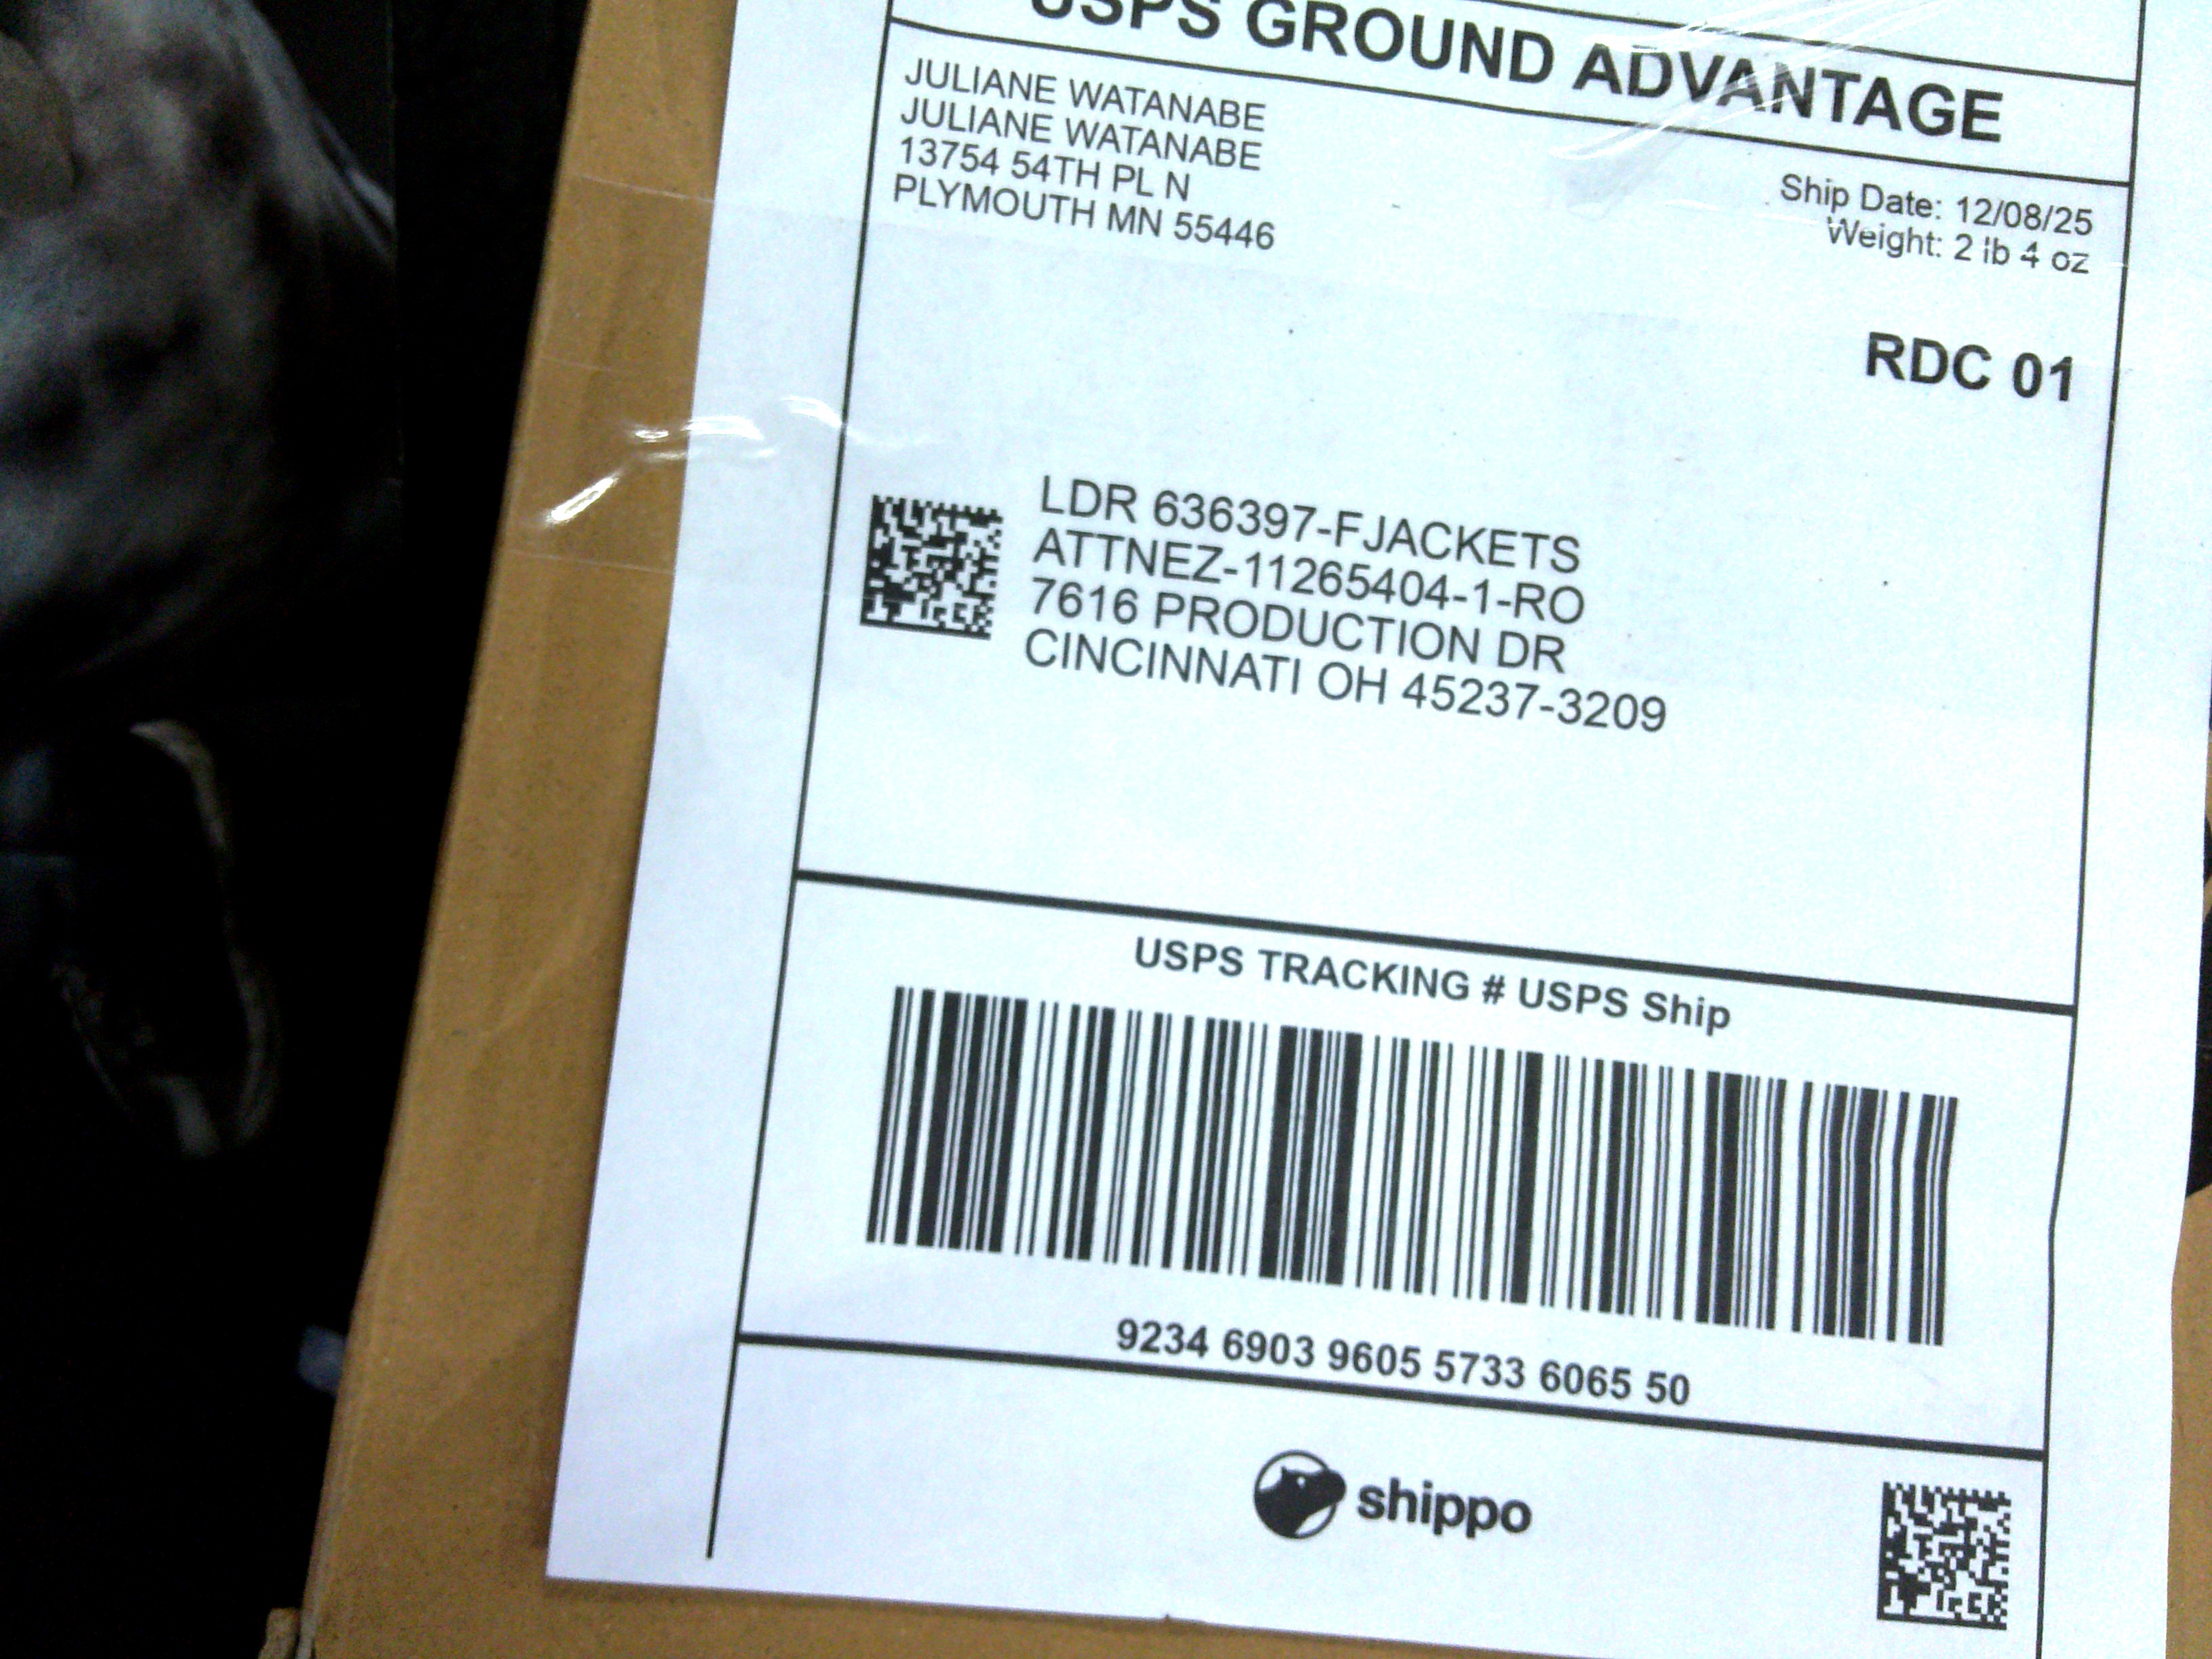 USPS GROUND ADVANTAGE
JULIANE WATANABE
JULIANE WATANABE
13754 54TH PL N
PLYMOUTH MN 55446
Ship Date: 12/08/25
Weight: 2 lb 4 oz
RDC 01
LDR 636397-FJACKETS
ATTNEZ-11265404-1-RO
7616 PRODUCTION DR
CINCINNATI OH 45237-3209
USPS TRACKING # USPS Ship
9234 6903 9605 5733 6065 50
shippo